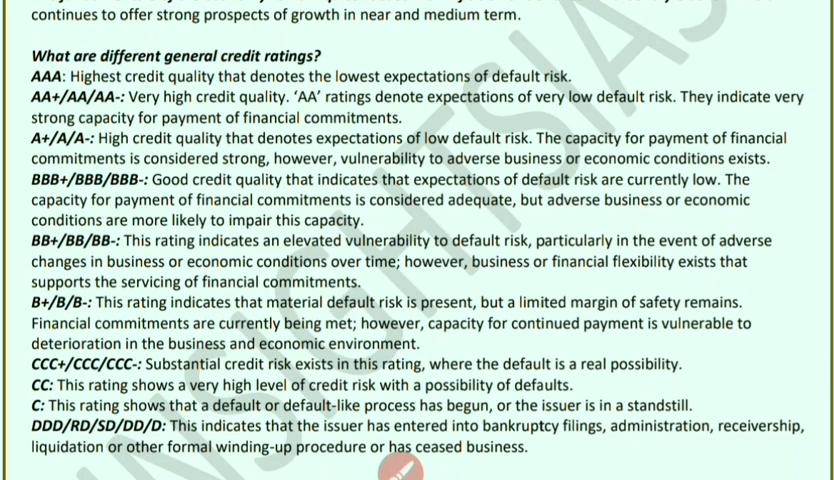 continues to offer strong prospects of growth in near and medium term.
What are different general credit ratings?
AAA: Highest credit quality that denotes the lowest expectations of default risk.
AA+/AA/AA-: Very high credit quality. ‘AA’ ratings denote expectations of very low default risk. They indicate very
strong capacity for payment of financial commitments.
A+/A/A-: High credit quality that denotes expectations of low default risk. The capacity for payment of financial
commitments is considered strong, however, vulnerability to adverse business or economic conditions exists.
BBB+/BBB/BBB-: Good credit quality that indicates that expectations of default risk are currently low. The
capacity for payment of financial commitments is considered adequate, but adverse business or economic
conditions are more likely to impair this capacity.
BB+/BB/BB-: This rating indicates an elevated vulnerability to default risk, particularly in the event of adverse
changes in business or economic conditions over time; however, business or financial flexibility exists that
supports the servicing of financial commitments.
B+/B/B-: This rating indicates that material default risk is present, but a limited margin of safety remains.
Financial commitments are currently being met; however, capacity for continued payment is vulnerable to
deterioration in the business and economic environment.
CCC+/CCC/CCC-: Substantial credit risk exists in this rating, where the default is a real possibility.
CC: This rating shows a very high level of credit risk with a possibility of defaults.
C: This rating shows that a default or default-like process has begun, or the issuer is in a standstill.
DDD/RD/SD/DD/D: This indicates that the issuer has entered into bankruptcy filings, administration, receivership,
liquidation or other formal winding-up procedure or has ceased business.
INSIGHTSIAS